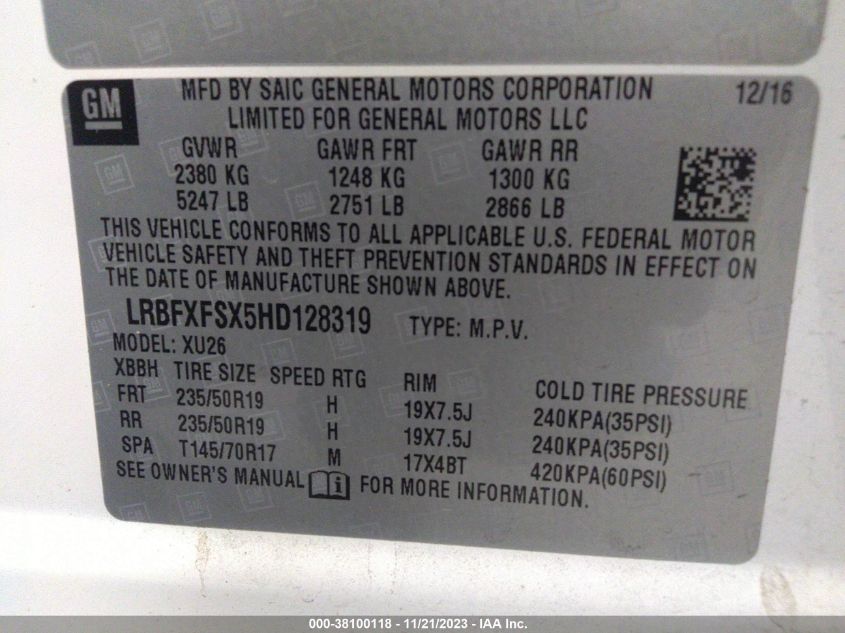 GM
MFD BY SAIC GENERAL MOTORS CORPORATION 12/16
LIMITED FOR GENERAL MOTORS LLC
GVWR GAWR FRT GAWR RR
2380 KG 1248 KG 1300 KG
5247 LB 2751 LB 2866 LB
THIS VEHICLE CONFORMS TO ALL APPLICABLE U.S. FEDERAL MOTOR
VEHICLE SAFETY AND THEFT PREVENTION STANDARDS IN EFFECT ON
THE DATE OF MANUFACTURE SHOWN ABOVE.
LRBFXFSX5HD128319 TYPE: M.P.V.
MODEL: XU26
XBBH TIRE SIZE SPEED RTG RIM COLD TIRE PRESSURE
FRT 235/50R19 H 19X7.5J 240KPA(35PSI)
RR 235/50R19 H 19X7.5J 240KPA(35PSI)
SPA T145/70R17 M 17X4BT 420KPA(60PSI)
SEE OWNER'S MANUAL FOR MORE INFORMATION.
000-38100118 - 11/21/2023 - IAA Inc.